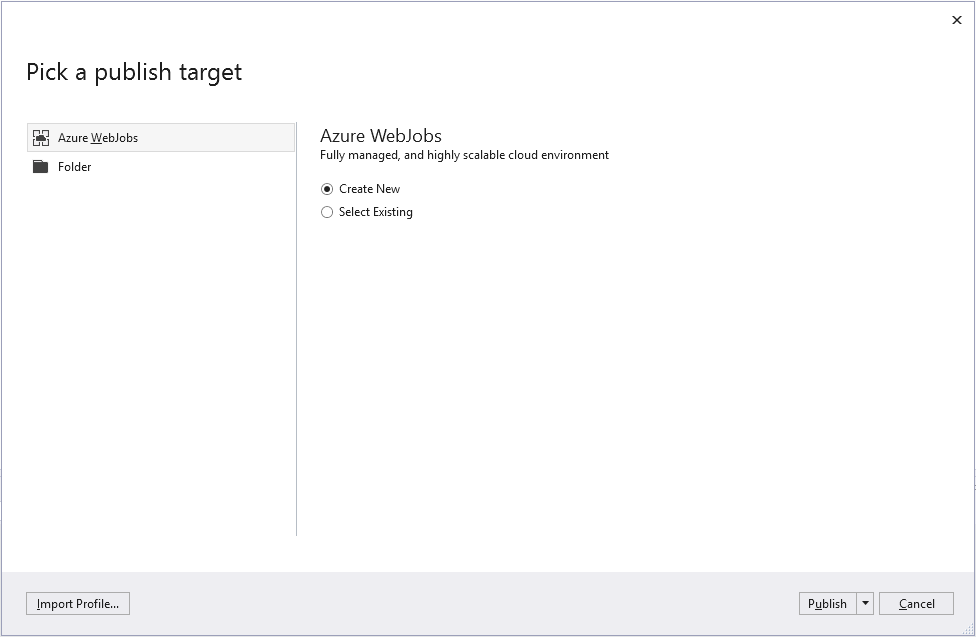 Pick a publish target
Azure WebJobs
Folder
Azure WebJobs
Fully managed, and highly scalable cloud environment
Create New
Select Existing
Import Profile...
Publish
Cancel